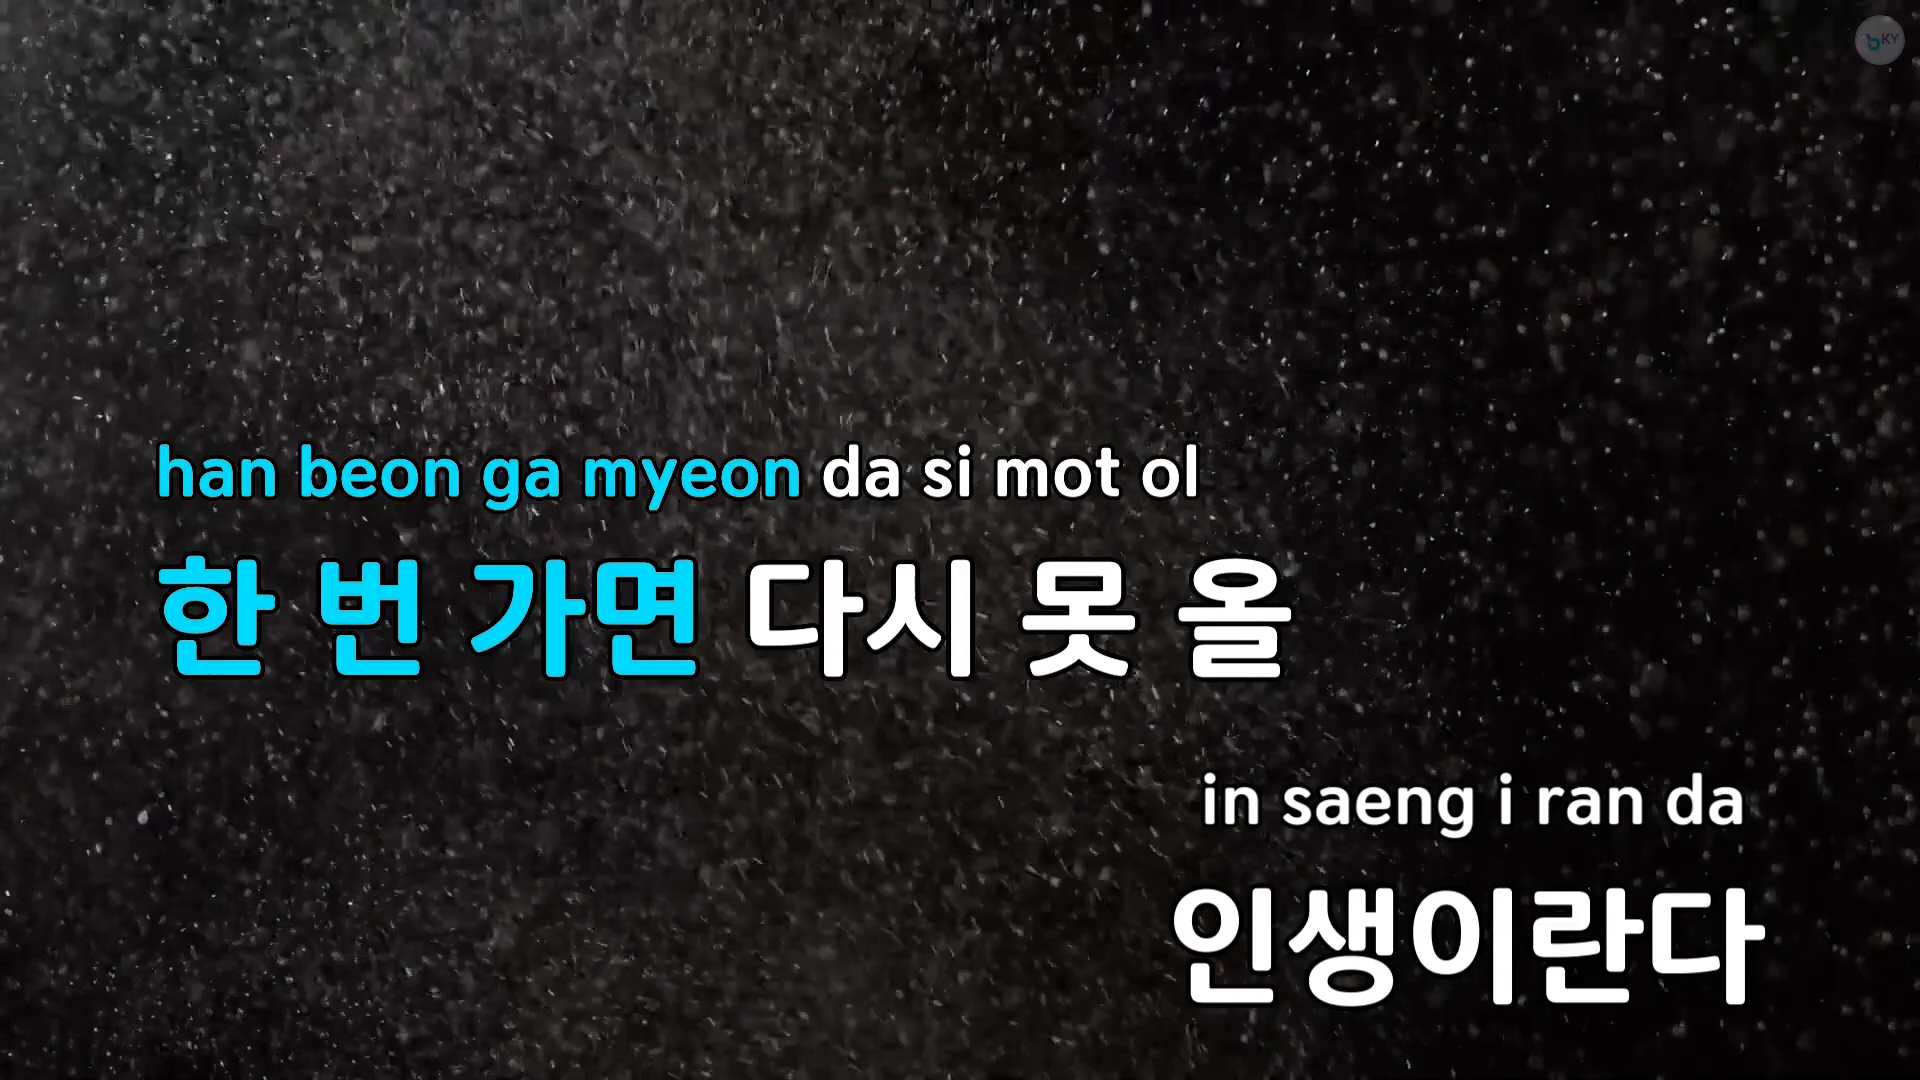 KY
han beon ga myeon da si mot ol
한 번 가면 다시 못 올
in saeng i ran da
인생이란다